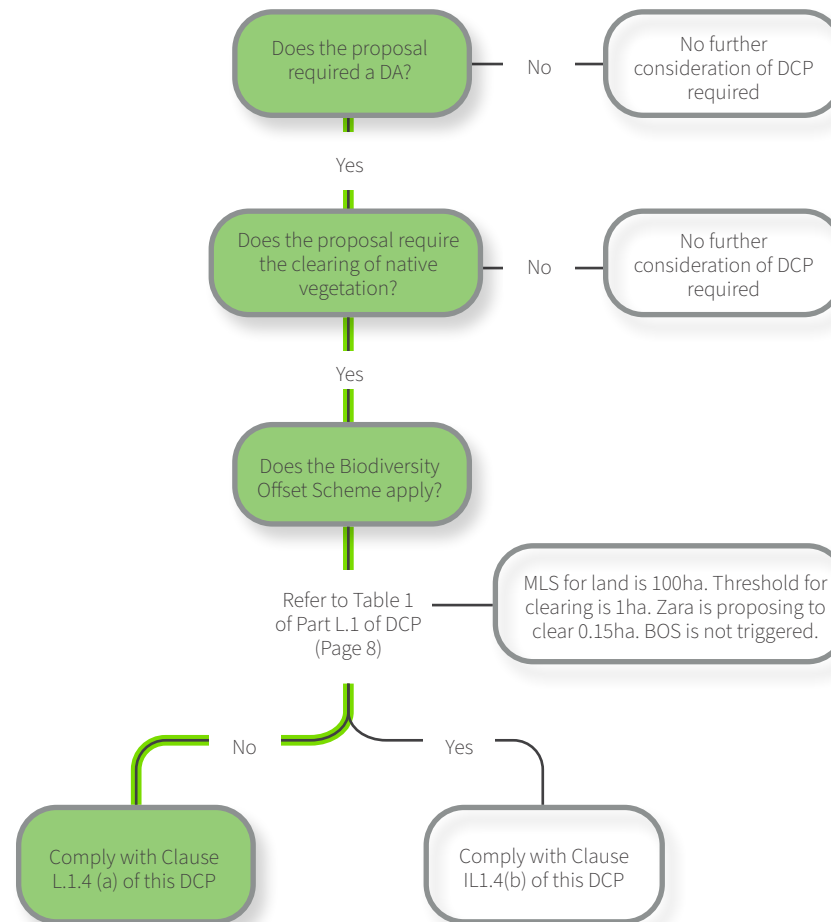 Does the proposal
required a DA?
No
No further
consideration of DCP
required
Yes
Does the proposal require
the clearing of native
vegetation?
No
No further
consideration of DCP
required
Yes
Does the Biodiversity
Offset Scheme apply?
Refer to Table 1
of Part L.1 of DCP
(Page 8)
MLS for land is 100ha. Threshold for
clearing is 1ha. Zara is proposing to
clear 0.15ha. BOS is not triggered.
No
Yes
Comply with Clause
L.1.4 (a) of this DCP
Comply with Clause
IL1.4(b) of this DCP